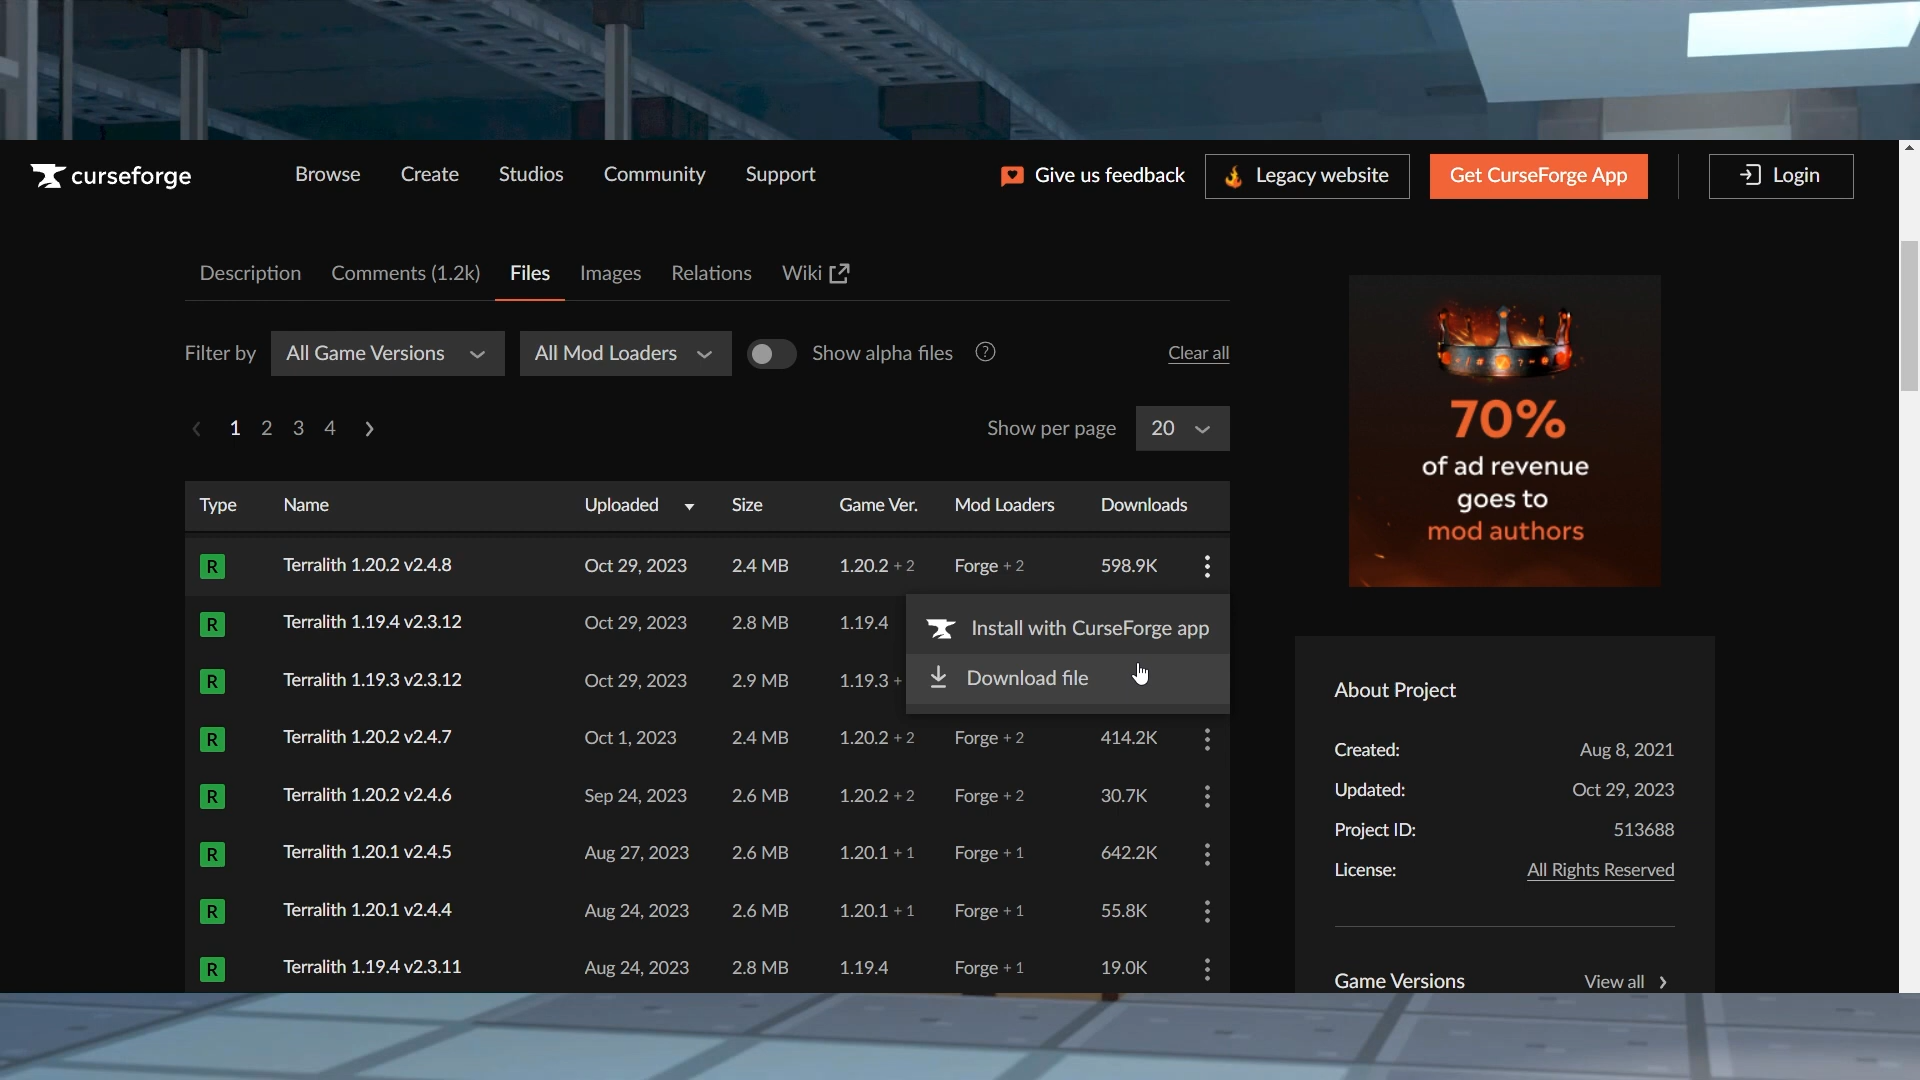 curseforge Browse Create Studios Community Support Give us feedback Legacy website Get CurseForge App Login
Description Comments (1.2k) Files Images Relations Wiki
Filter by All Game Versions All Mod Loaders Show alpha files ? Clear all
1 2 3 4 Show per page 20
Type Name Uploaded Size Game Ver. Mod Loaders Downloads
R Terralith 1.20.2 v2.4.8 Oct 29, 2023 2.4 MB 1.20.2 + 2 Forge + 2 598.9K
R Terralith 1.19.4 v2.3.12 Oct 29, 2023 2.8 MB 1.19.4
Install with CurseForge app
R Terralith 1.19.3 v2.3.12 Oct 29, 2023 2.9 MB 1.19.3 +
Download file
R Terralith 1.20.2 v2.4.7 Oct 1, 2023 2.4 MB 1.20.2 + 2 Forge + 2 414.2K
R Terralith 1.20.2 v2.4.6 Sep 24, 2023 2.6 MB 1.20.2 + 2 Forge + 2 30.7K
R Terralith 1.20.1 v2.4.5 Aug 27, 2023 2.6 MB 1.20.1 + 1 Forge + 1 642.2K
R Terralith 1.20.1 v2.4.4 Aug 24, 2023 2.6 MB 1.20.1 + 1 Forge + 1 55.8K
R Terralith 1.19.4 v2.3.11 Aug 24, 2023 2.8 MB 1.19.4 Forge + 1 19.0K
70%
of ad revenue
goes to
mod authors
About Project
Created: Aug 8, 2021
Updated: Oct 29, 2023
Project ID: 513688
License: All Rights Reserved
Game Versions View all